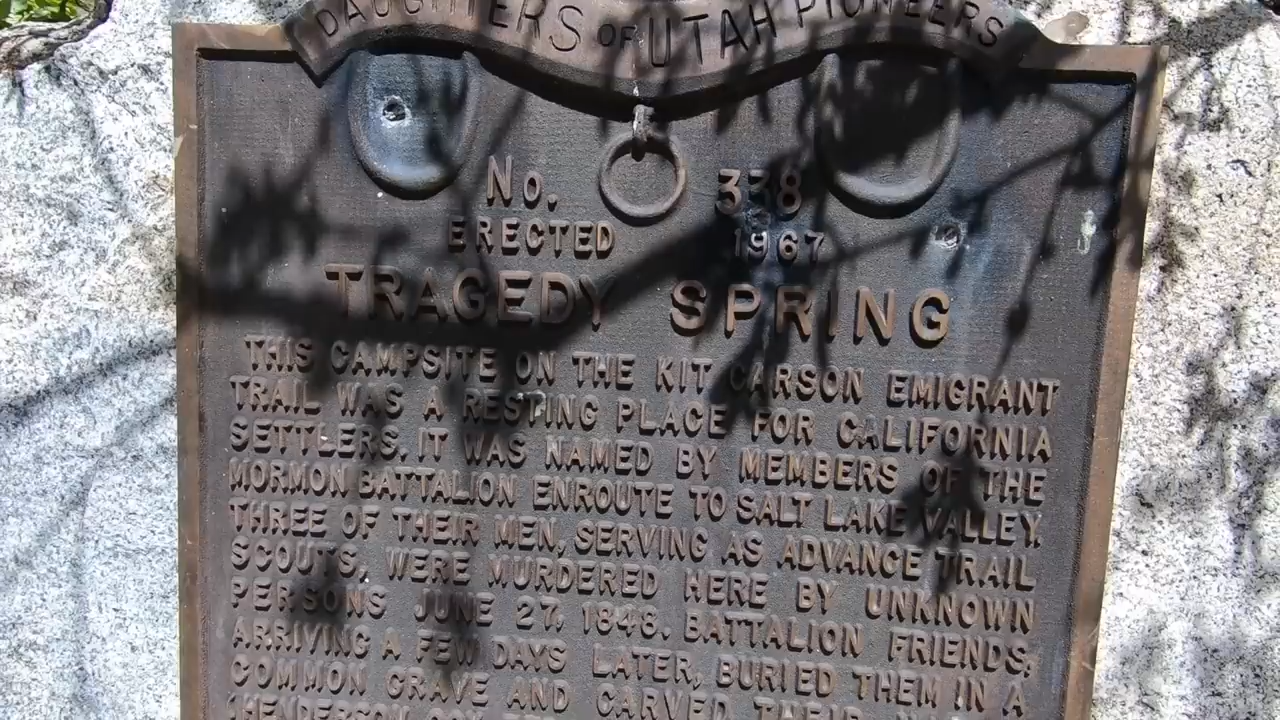 DAUGHTERS OF UTAH PIONEERS
No. 338
ERECTED 1967
TRAGEDY SPRING
THIS CAMPSITE ON THE KIT CARSON EMIGRANT
TRAIL WAS A RESTING PLACE FOR CALIFORNIA
SETTLERS. IT WAS NAMED BY MEMBERS OF THE
MORMON BATTALION ENROUTE TO SALT LAKE VALLEY.
THREE OF THEIR MEN, SERVING AS ADVANCE TRAIL
SCOUTS, WERE MURDERED HERE BY UNKNOWN
PERSONS JUNE 27, 1848. BATTALION FRIENDS,
ARRIVING A FEW DAYS LATER, BURIED THEM IN A
COMMON GRAVE AND CARVED THEIR
HENDERSON